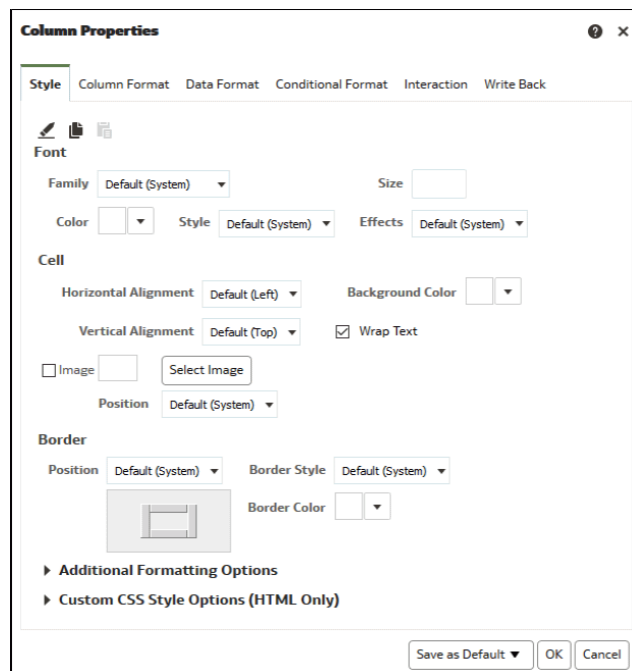 Column Properties
Style Column Format Data Format Conditional Format Interaction Write Back
Font
Family Default (System) Size
Color Style Default (System) Effects Default (System)
Cell
Horizontal Alignment Default (Left) Background Color
Vertical Alignment Default (Top) Wrap Text
Image Select Image
Position Default (System)
Border
Position Default (System) Border Style Default (System)
Border Color
Additional Formatting Options
Custom CSS Style Options (HTML Only)
Save as Default OK Cancel